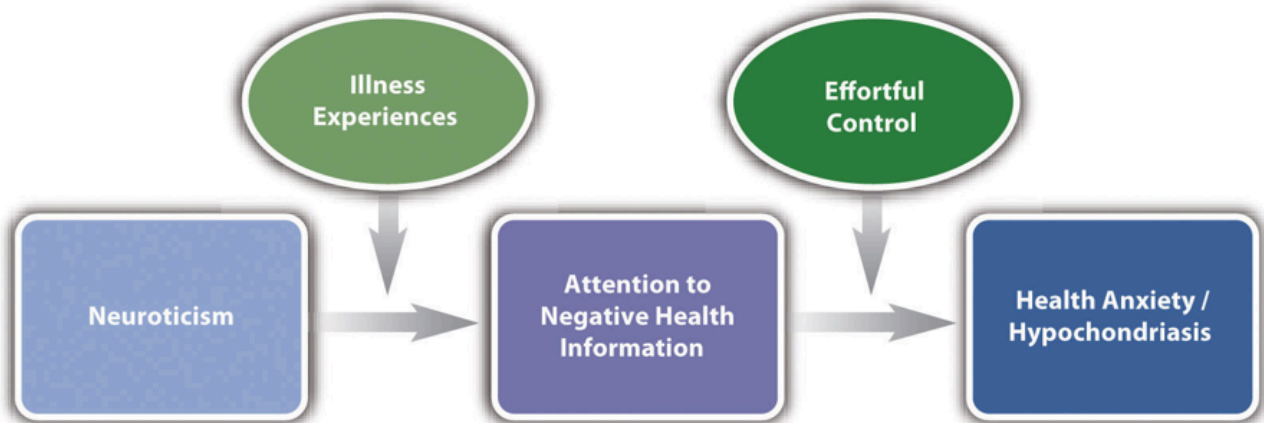 Illness
Experiences
Effortful
Control
Neuroticism
Attention to
Negative Health
Information
Health Anxiety /
Hypochondriasis